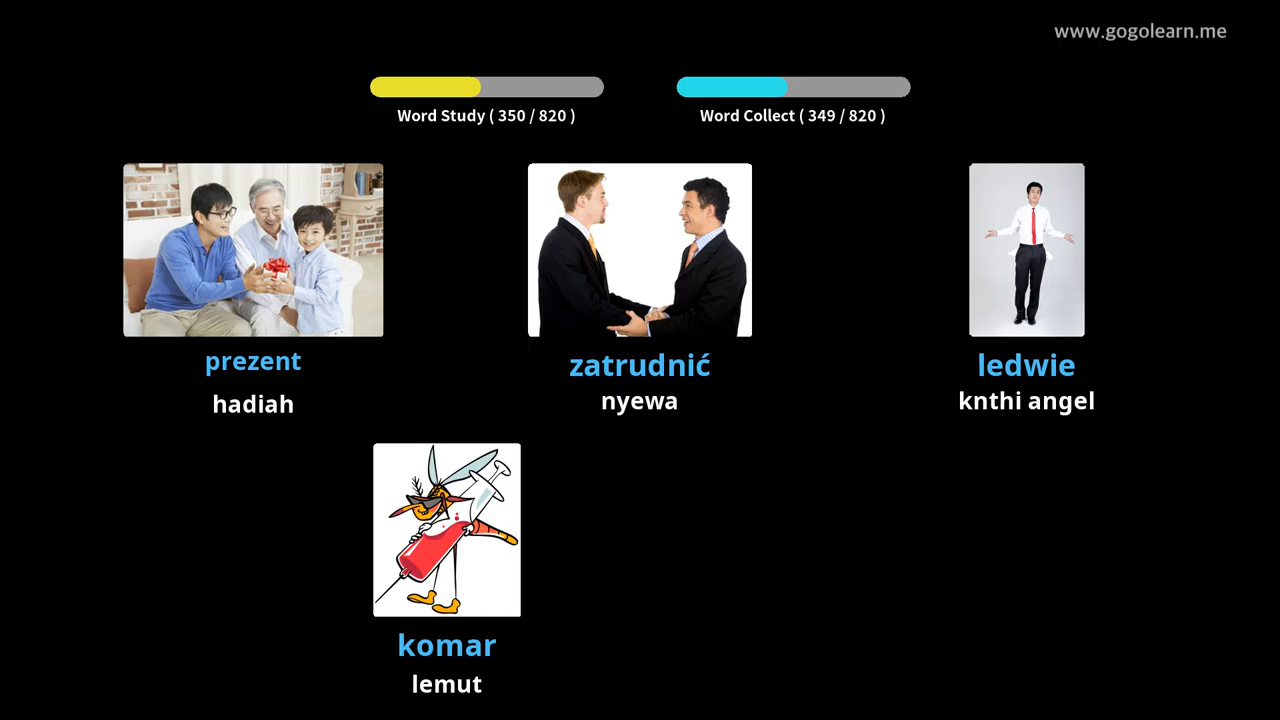 www.gogolearn.me
Word Study ( 350 / 820 )
Word Collect ( 349 / 820 )
prezent
hadiah
zatrudnić
nyewa
ledwie
knthi angel
komar
lemut